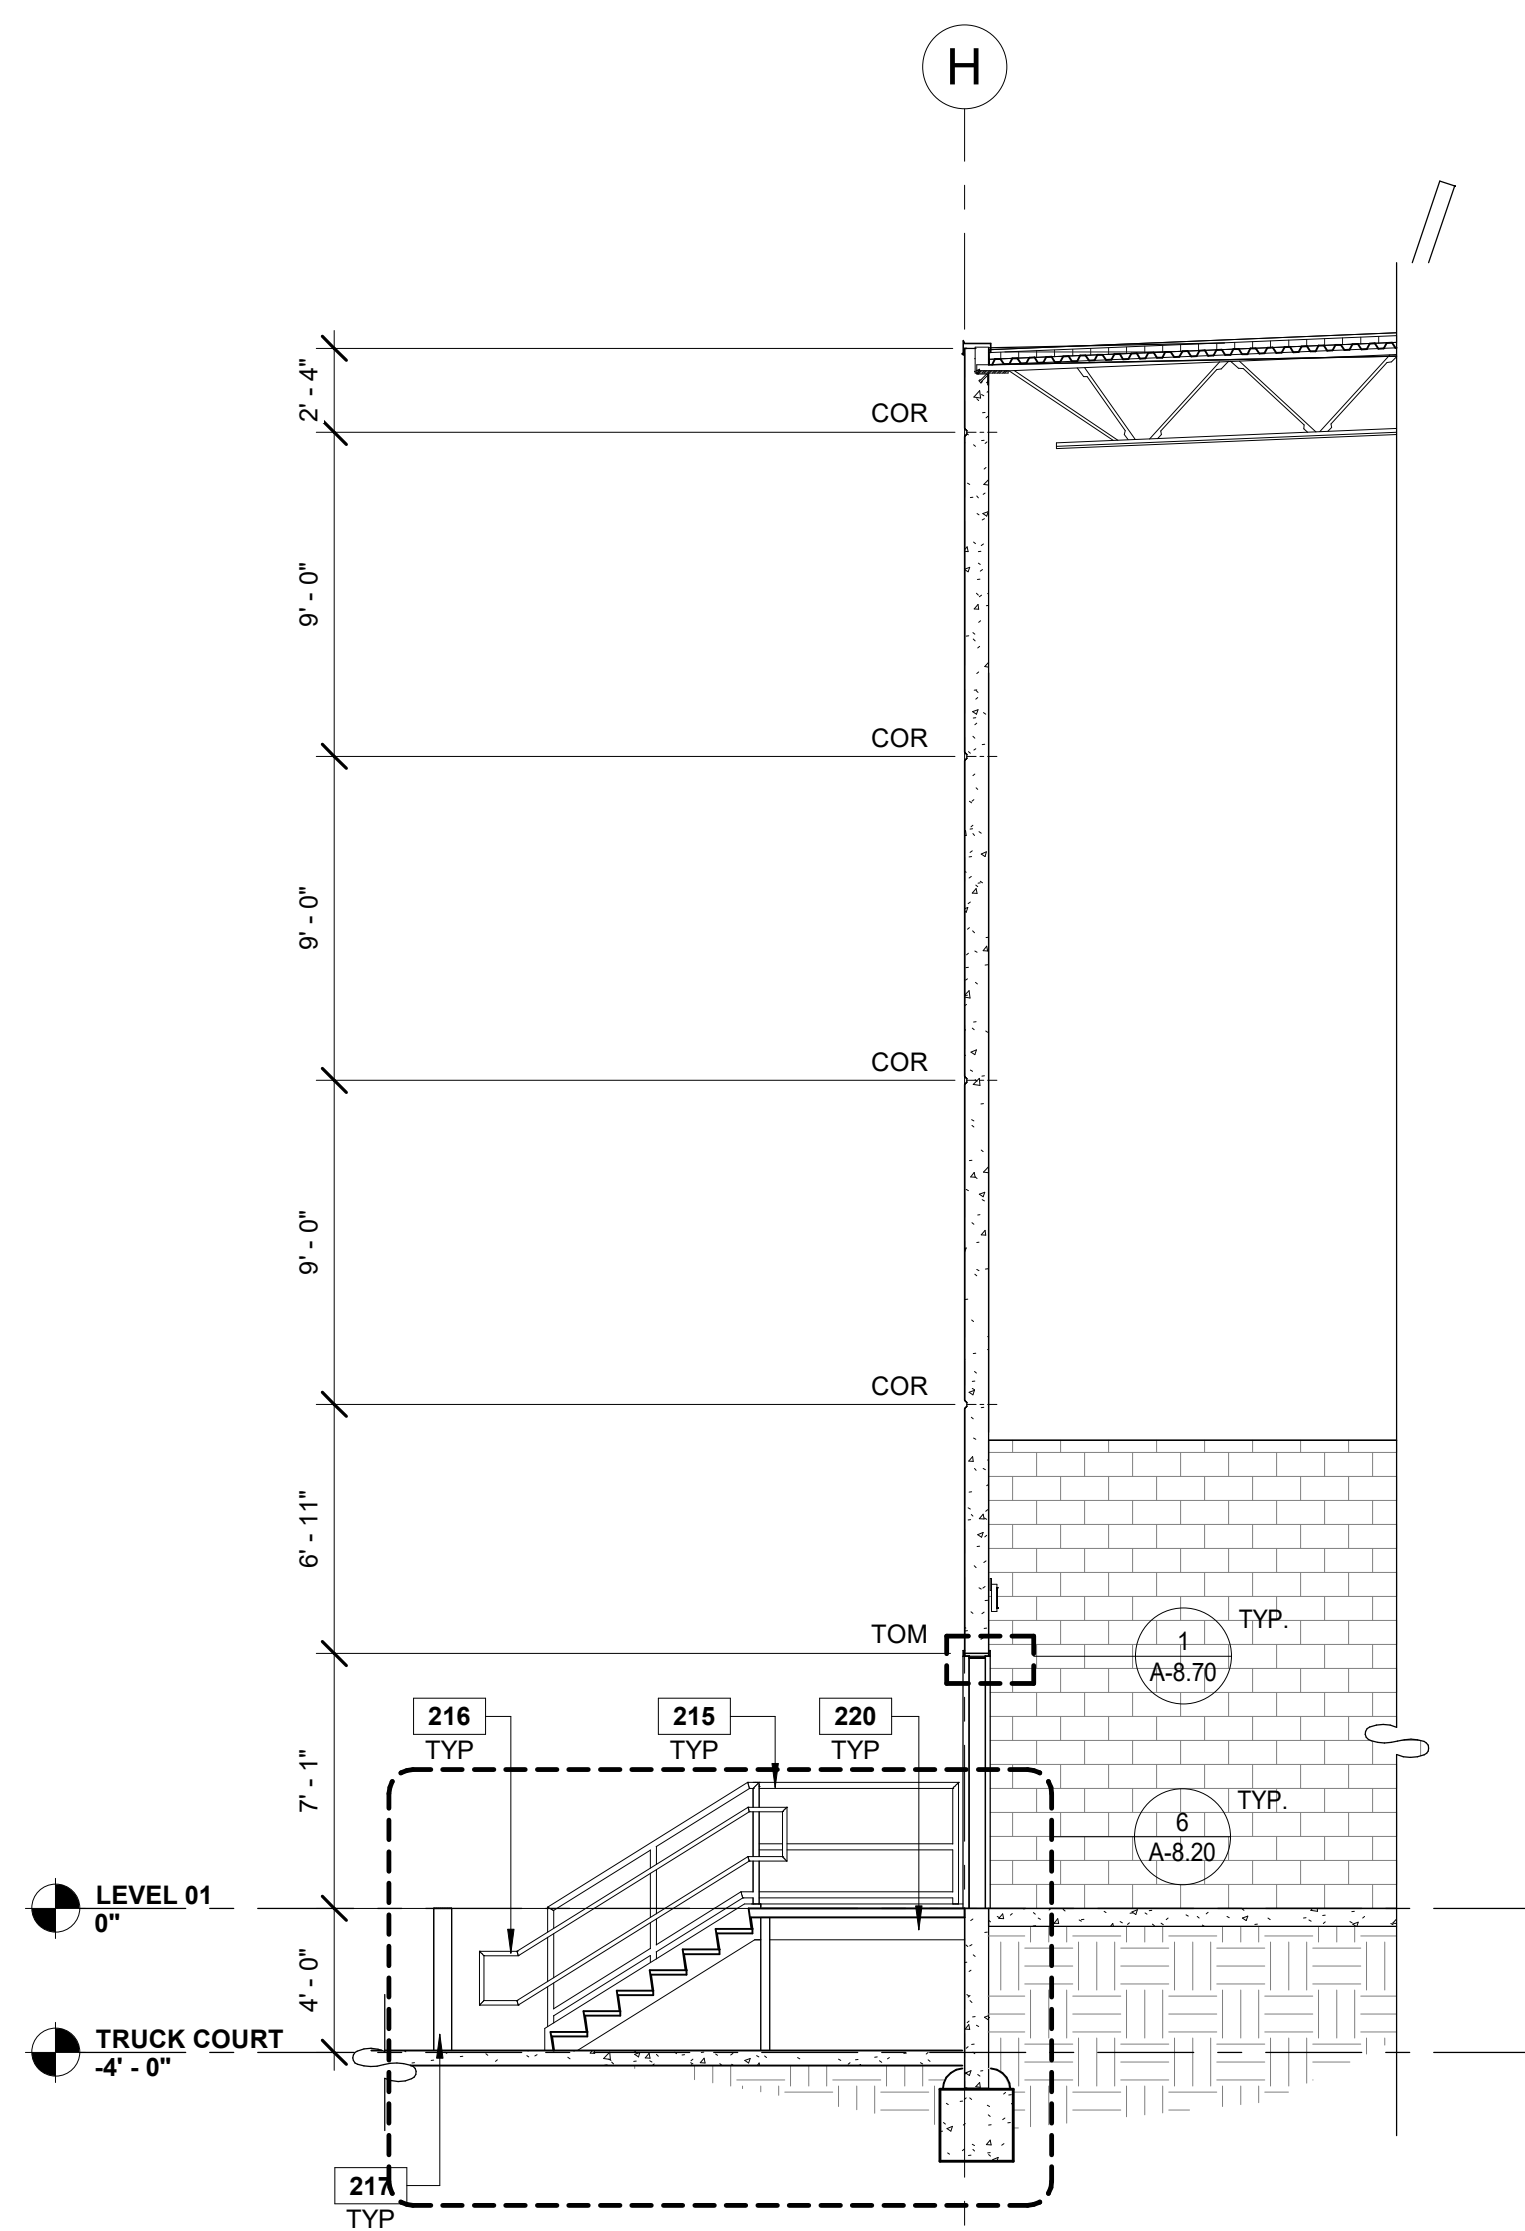 H
2' - 4"
COR
9' - 0"
COR
9' - 0"
COR
9' - 0"
COR
6' - 11"
TOM
TYP.
1
A-8.70
216
TYP
215
TYP
220
TYP
7' - 1"
TYP.
6
A-8.20
LEVEL 01
0"
4' - 0"
TRUCK COURT
-4' - 0"
217
TYP